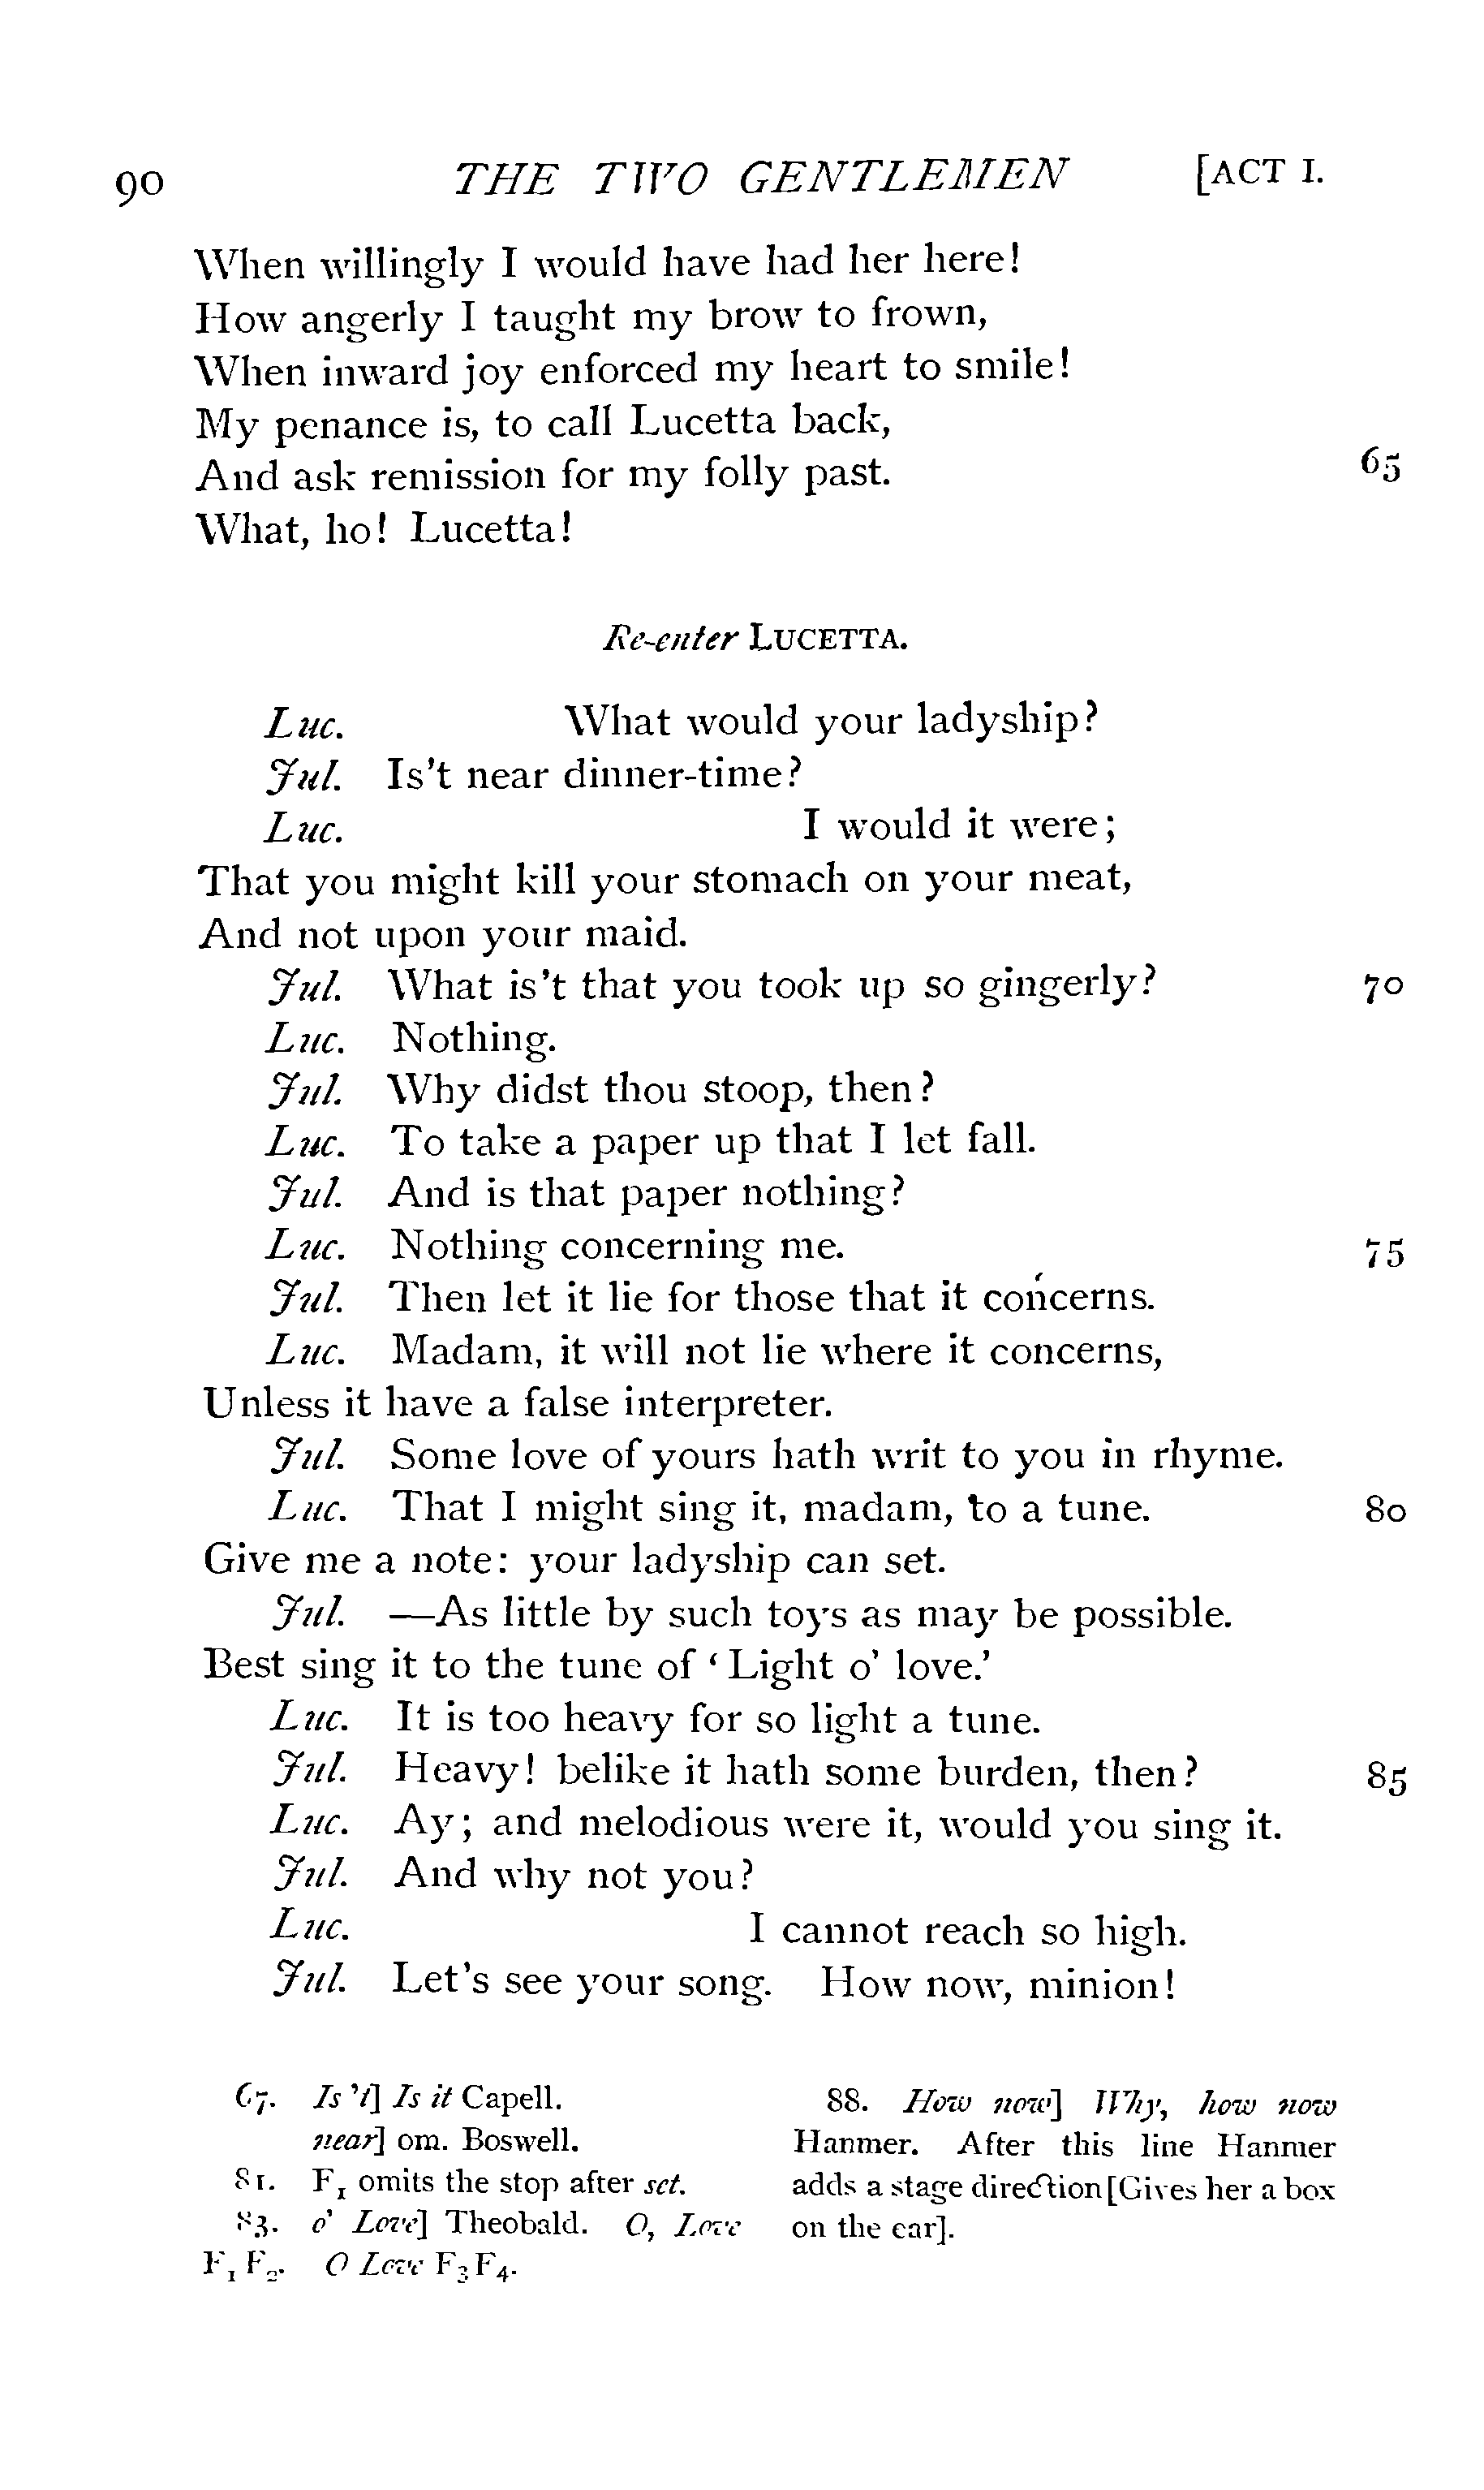 90 THE TWO GENTLEMEN [ACT I.
When willingly I would have had her here!
How angerly I taught my brow to frown,
When inward joy enforced my heart to smile!
My penance is, to call Lucetta back,
And ask remission for my folly past. 65
What, ho! Lucetta!
Re-enter LUCETTA.
Luc. What would your ladyship?
Jul. Is't near dinner-time?
Luc. I would it were;
That you might kill your stomach on your meat,
And not upon your maid.
Jul. What is't that you took up so gingerly? 70
Luc. Nothing.
Jul. Why didst thou stoop, then?
Luc. To take a paper up that I let fall.
Jul. And is that paper nothing?
Luc. Nothing concerning me. 75
Jul. Then let it lie for those that it concerns.
Luc. Madam, it will not lie where it concerns,
Unless it have a false interpreter.
Jul. Some love of yours hath writ to you in rhyme.
Luc. That I might sing it, madam, to a tune. 80
Give me a note: your ladyship can set.
Jul. —As little by such toys as may be possible.
Best sing it to the tune of ‘Light o’ love.’
Luc. It is too heavy for so light a tune.
Jul. Heavy! belike it hath some burden, then? 85
Luc. Ay; and melodious were it, would you sing it.
Jul. And why not you?
Luc. I cannot reach so high.
Jul. Let's see your song. How now, minion!
67. Is 't] Is it Capell.
near] om. Boswell.
81. F1 omits the stop after set.
83. o' Love] Theobald. O, Love
F1 F2. O Love F3 F4.
88. How now] Why, how now
Hanmer. After this line Hanmer
adds a stage direction [Gives her a box
on the ear].